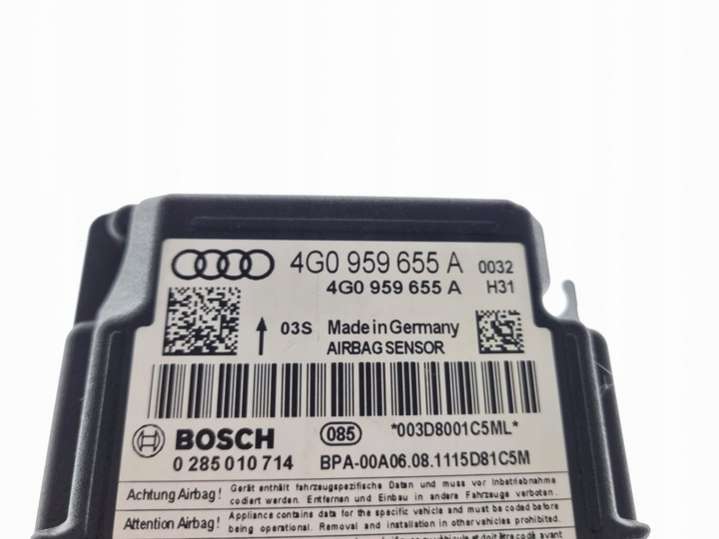 4G0 959 655 A 0032
4G0 959 655 A H31
03S Made in Germany
AIRBAG SENSOR
BOSCH 085 *003D8001C5ML*
0 285 010 714 BPA-00A06.08.1115D81C5M
Achtung Airbag! Gerät enthält fahrzeugspezifische Daten und muss vor Inbetriebnahme
codiert werden. Entfernen und Einbau in andere Fahrzeuge verboten.
Attention Airbag! Appliance contains data for the specific vehicle and must be coded before
being operational. Removal and installation in other vehicles prohibited.